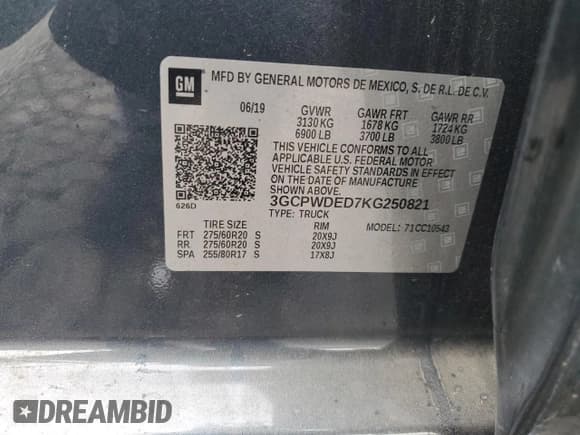 GM
MFD BY GENERAL MOTORS DE MEXICO, S. DE R.L. DE C.V.
06/19 GVWR GAWR FRT GAWR RR
3130 KG 1678 KG 1724 KG
6900 LB 3700 LB 3800 LB
THIS VEHICLE CONFORMS TO ALL
APPLICABLE U.S. FEDERAL MOTOR
VEHICLE SAFETY STANDARDS IN EFFECT
ON THE DATE OF MANUFACTURE
SHOWN ABOVE.
626D
3GCPWDED7KG250821
TYPE: TRUCK
MODEL: 71CC10543
TIRE SIZE RIM
FRT 275/60R20 S 20X9J
RR. 275/60R20 S 20X9J
SPA 255/80R17 S 17X8J
DREAMBID